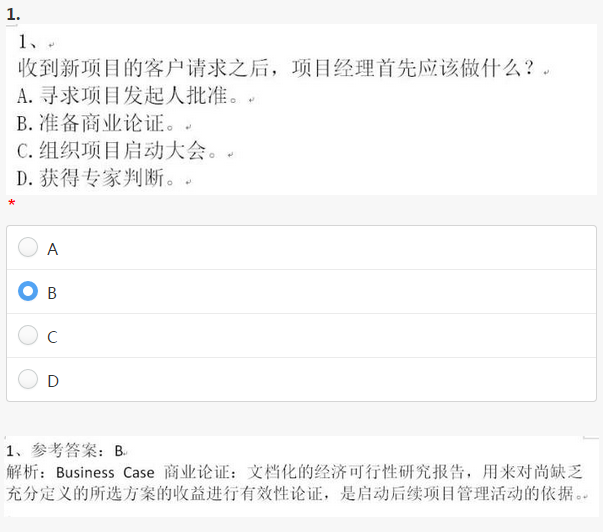 1.
1、
收到新项目的客户请求之后，项目经理首先应该做什么？
A. 寻求项目发起人批准。
B. 准备商业论证。
C. 组织项目启动大会。
D. 获得专家判断。
*
A
B
C
D
1、参考答案：B
解析：Business Case 商业论证：文档化的经济可行性研究报告，用来对尚缺乏
充分定义的所选方案的收益进行有效性论证，是启动后续项目管理活动的依据。